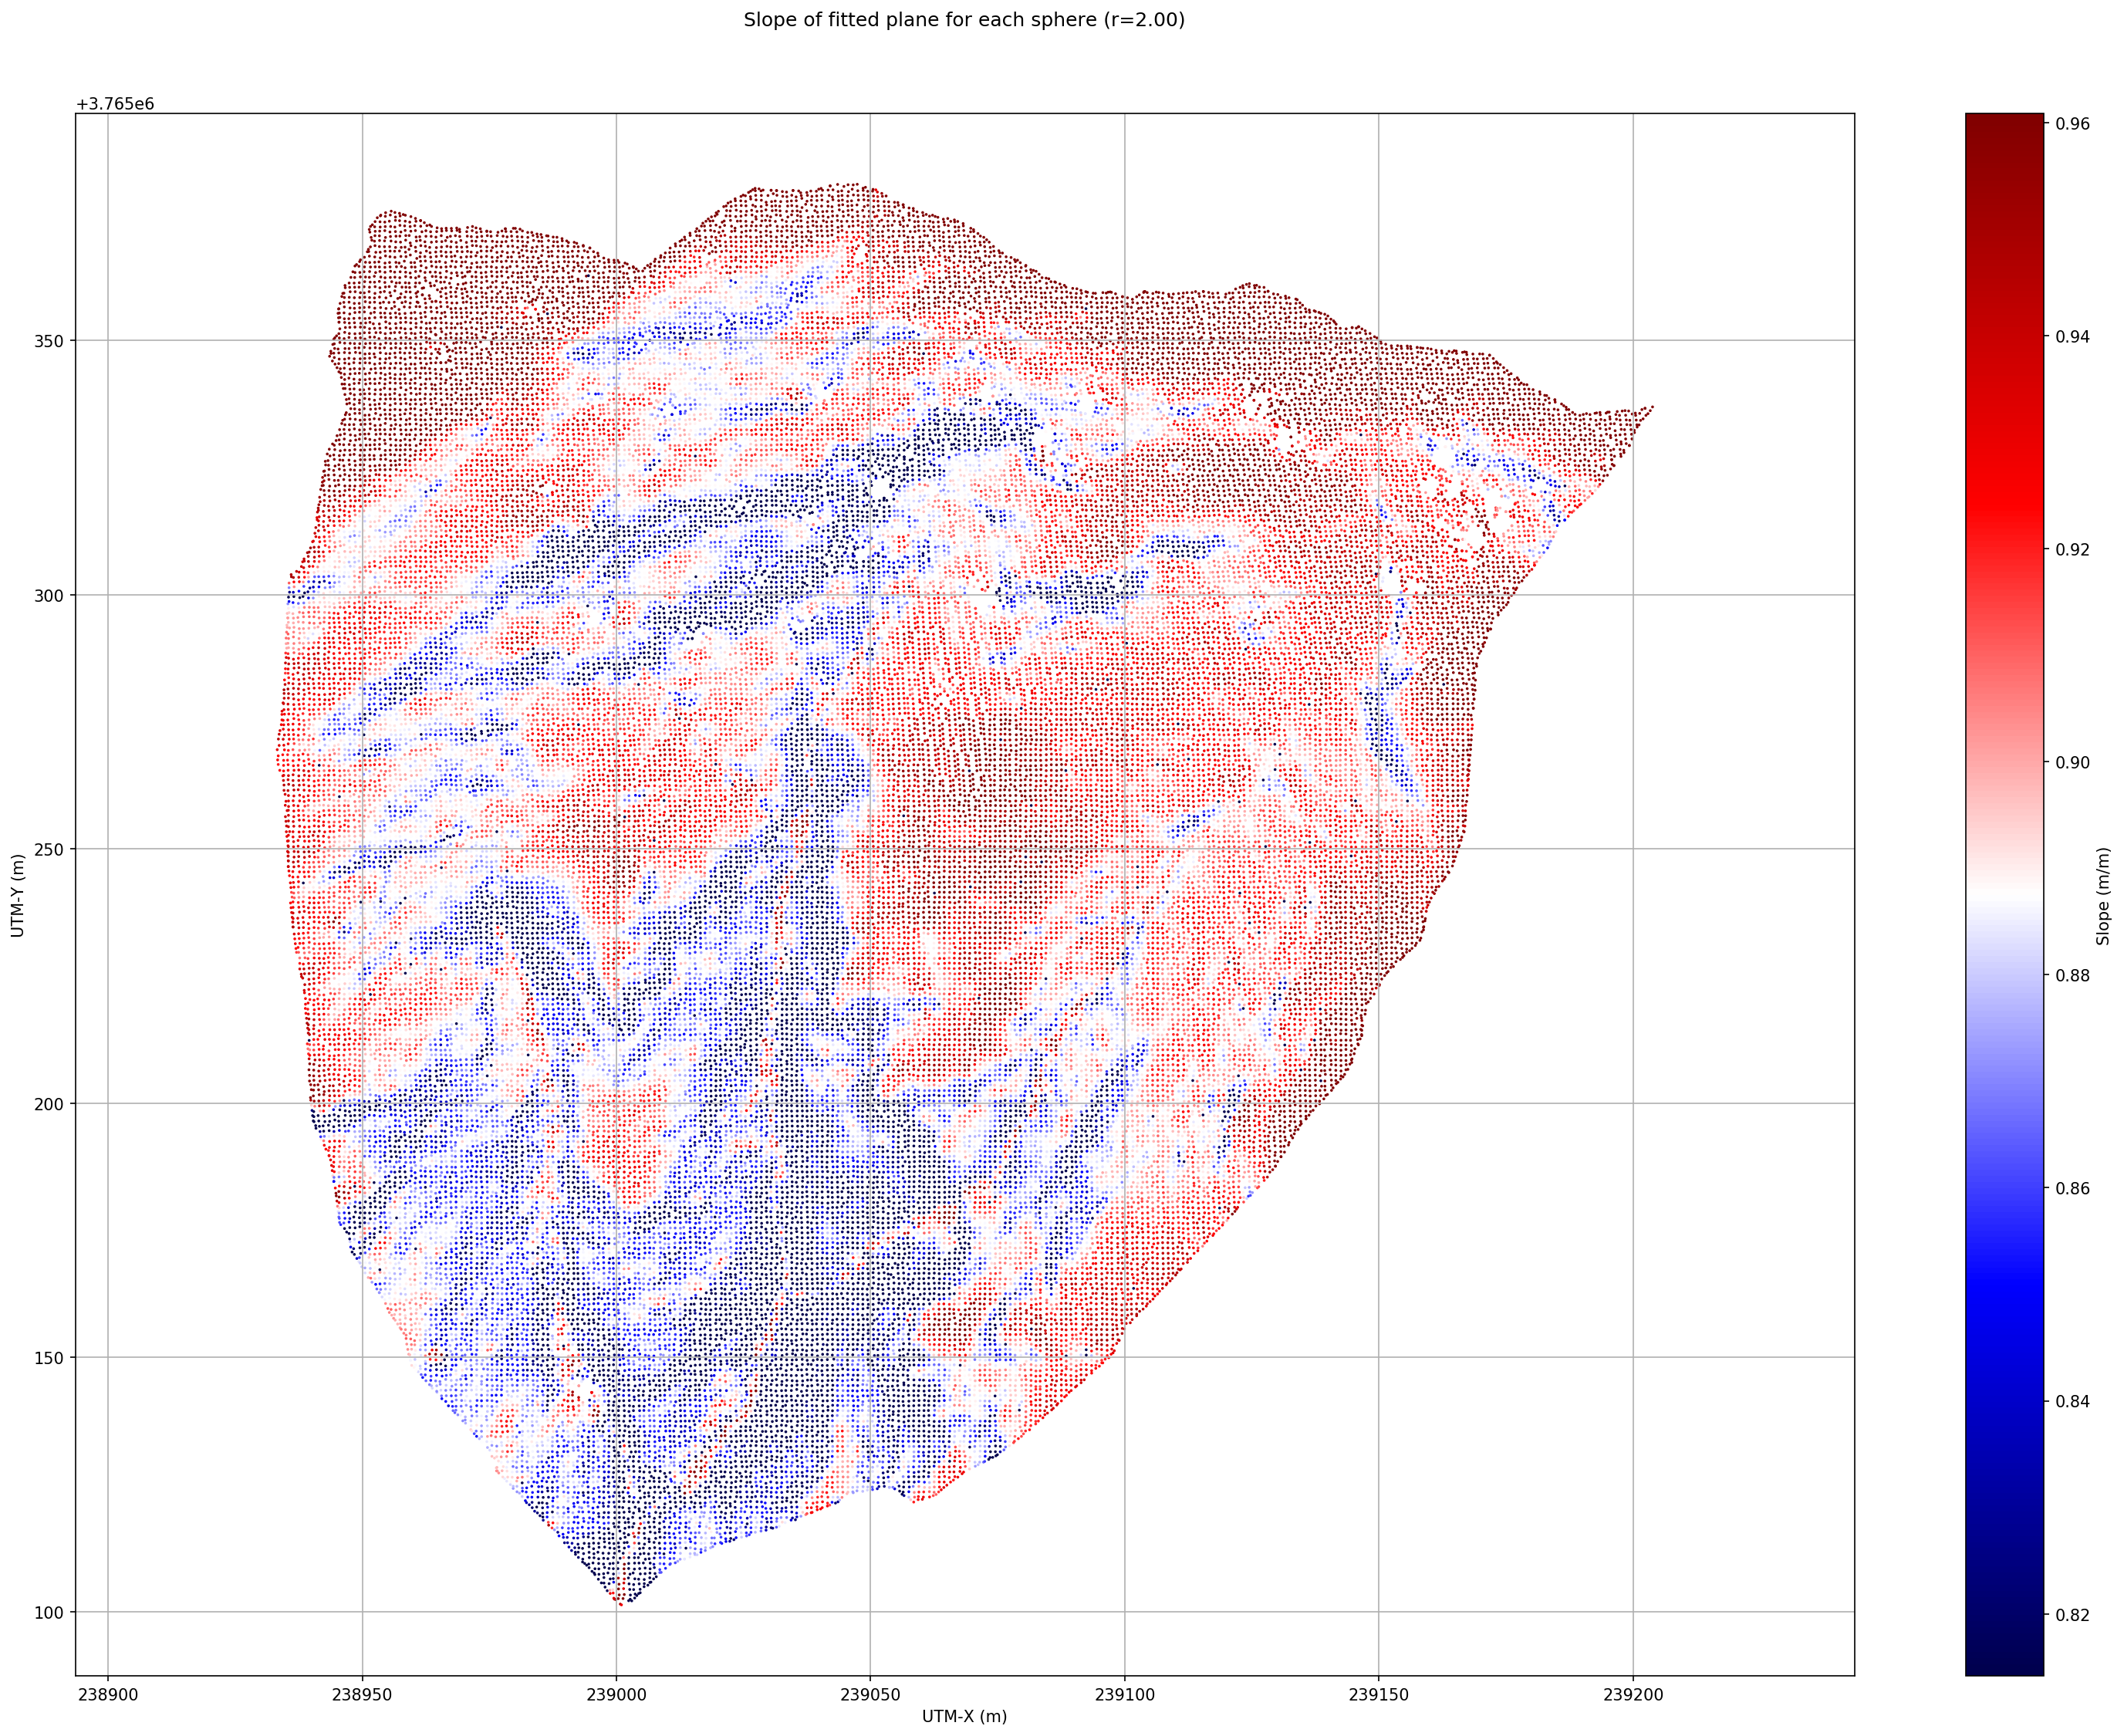 Slope of fitted plane for each sphere (r=2.00)
+3.765e6
350
300
250
200
150
100
UTM-Y (m)
238900 238950 239000 239050 239100 239150 239200
UTM-X (m)
0.96
0.94
0.92
0.90
0.88
0.86
0.84
0.82
Slope (m/m)